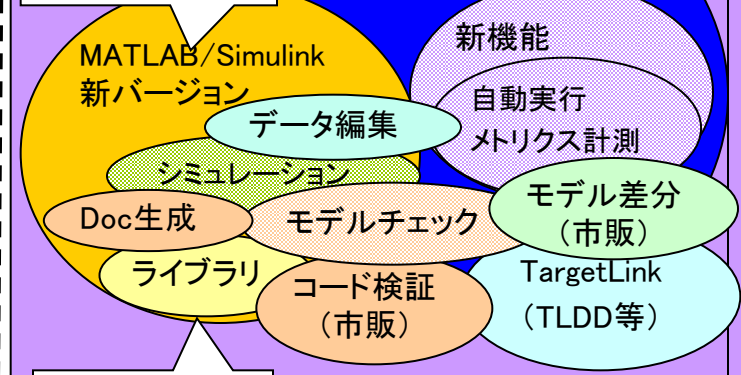 MATLAB/Simulink
新バージョン
新機能
自動実行
メトリクス計測
データ編集
シミュレーション
Doc生成
モデルチェック
モデル差分
（市販）
ライブラリ
コード検証
（市販）
TargetLink
（TLDD等）